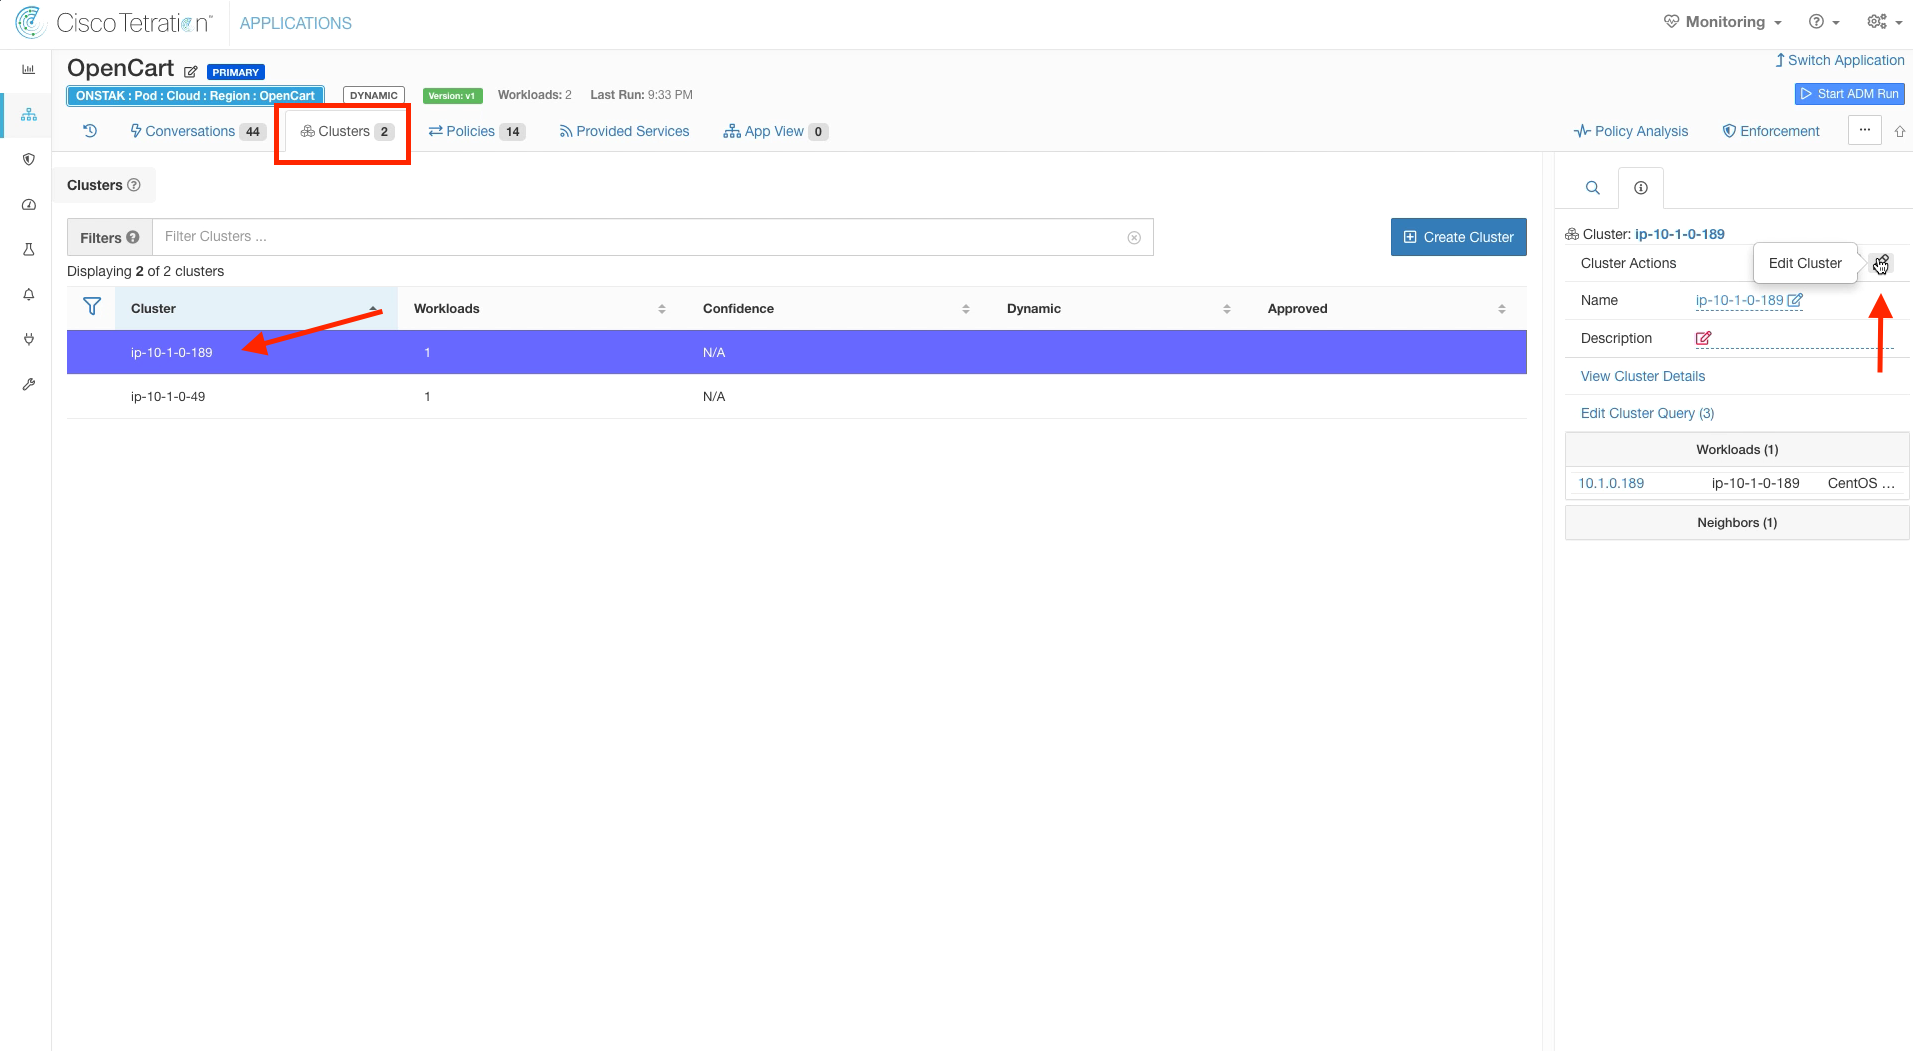 Cisco Tetration™ APPLICATIONS Monitoring
OpenCart PRIMARY Switch Application
ONSTAK : Pod : Cloud : Region : OpenCart DYNAMIC Version: v1 Workloads: 2 Last Run: 9:33 PM Start ADM Run
Conversations 44 Clusters 2 Policies 14 Provided Services App View 0 Policy Analysis Enforcement ...
Clusters
Filters Filter Clusters ... Create Cluster
Displaying 2 of 2 clusters
Cluster Workloads Confidence Dynamic Approved
ip-10-1-0-189 1 N/A
ip-10-1-0-49 1 N/A
Cluster: ip-10-1-0-189
Cluster Actions Edit Cluster
Name ip-10-1-0-189
Description
View Cluster Details
Edit Cluster Query (3)
Workloads (1)
10.1.0.189 ip-10-1-0-189 CentOS ...
Neighbors (1)